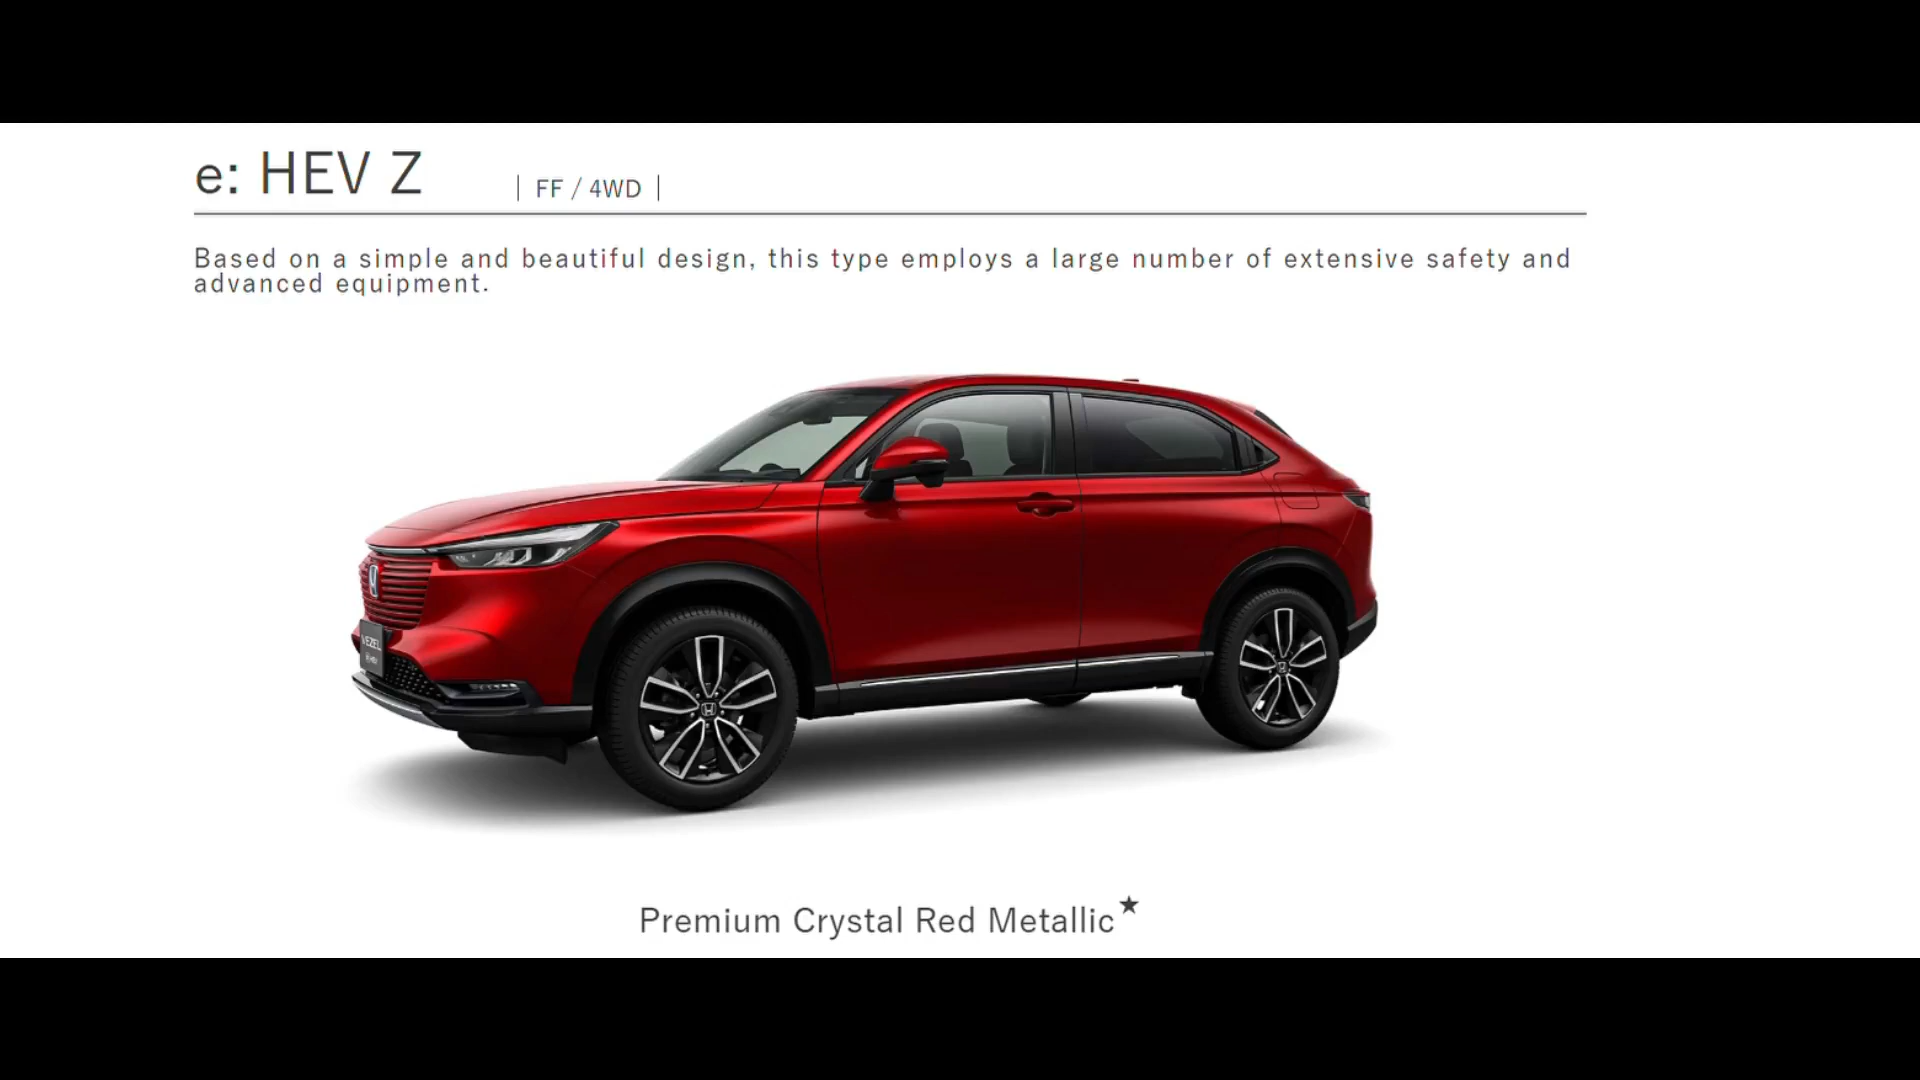 e: HEV Z | FF / 4WD |
Based on a simple and beautiful design, this type employs a large number of extensive safety and
advanced equipment.
VEZEL
Premium Crystal Red Metallic★